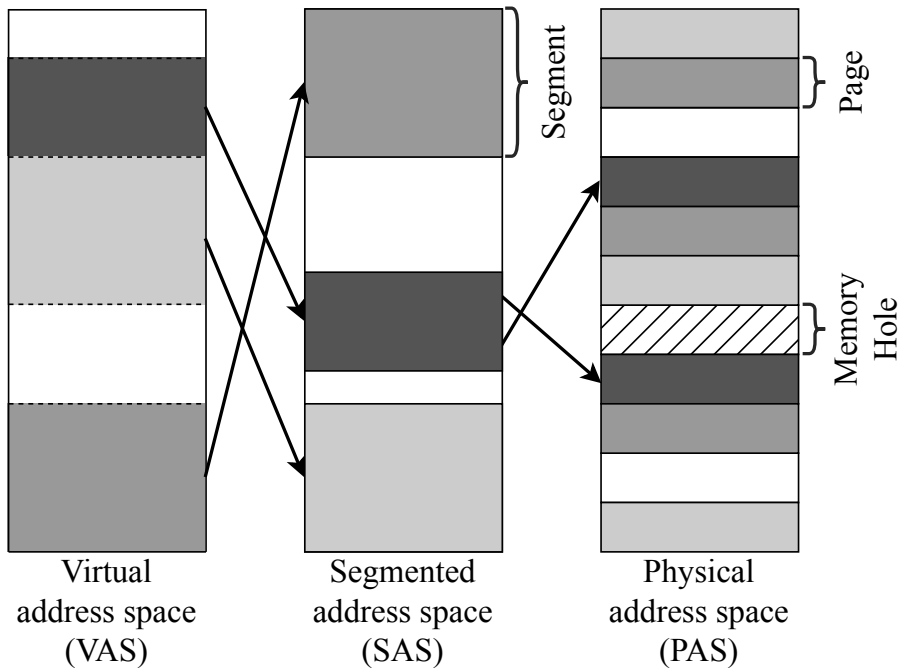 Segment
Page
Memory
Hole
Virtual
address space
(VAS)
Segmented
address space
(SAS)
Physical
address space
(PAS)